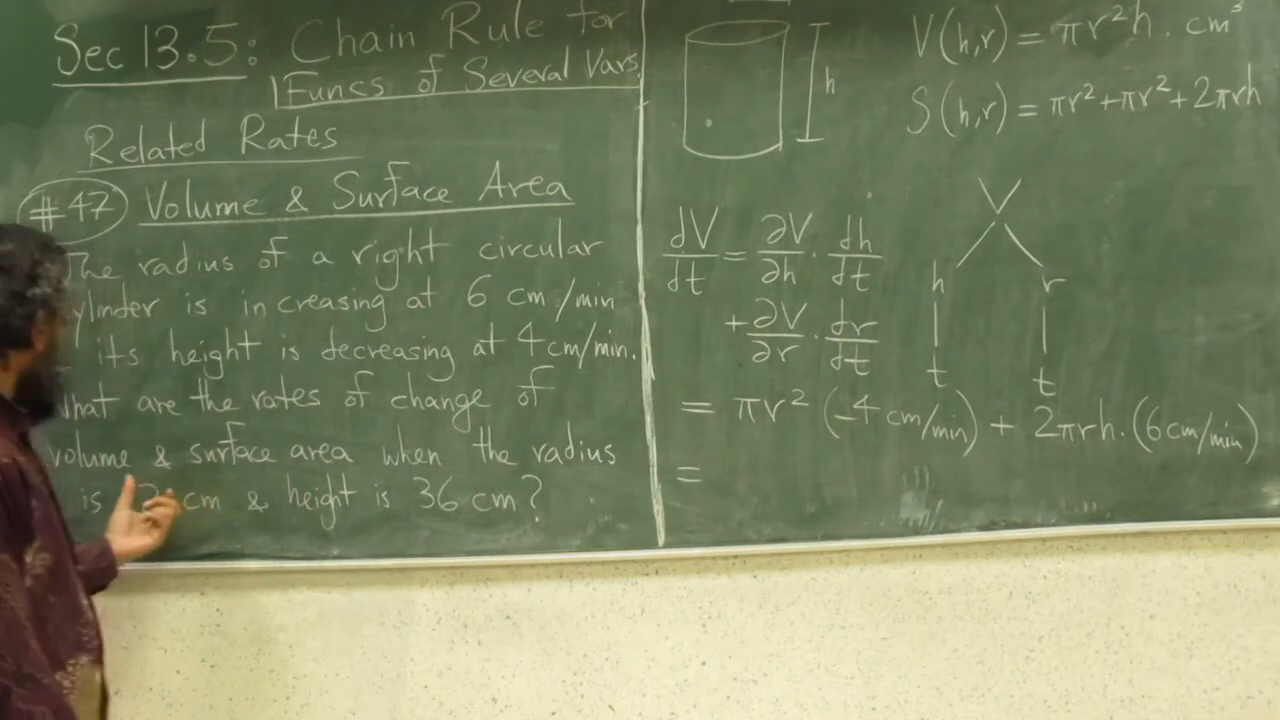 Sec 13.5: Chain Rule for
Funcs of Several Vars.
Related Rates
#47 Volume & Surface Area
The radius of a right circular
cylinder is increasing at 6 cm/min
its height is decreasing at 4 cm/min.
What are the rates of change of
volume & surface area when the radius
is cm & height is 36 cm?
h
V(h,r) = πr²h . cm³
S(h,r) = πr²+πr²+2πrh
dV/dt = ∂V/∂h · dh/dt
+ ∂V/∂r · dr/dt
V
h r
t t
= πr² (-4 cm/min) + 2πrh.(6cm/min)
=